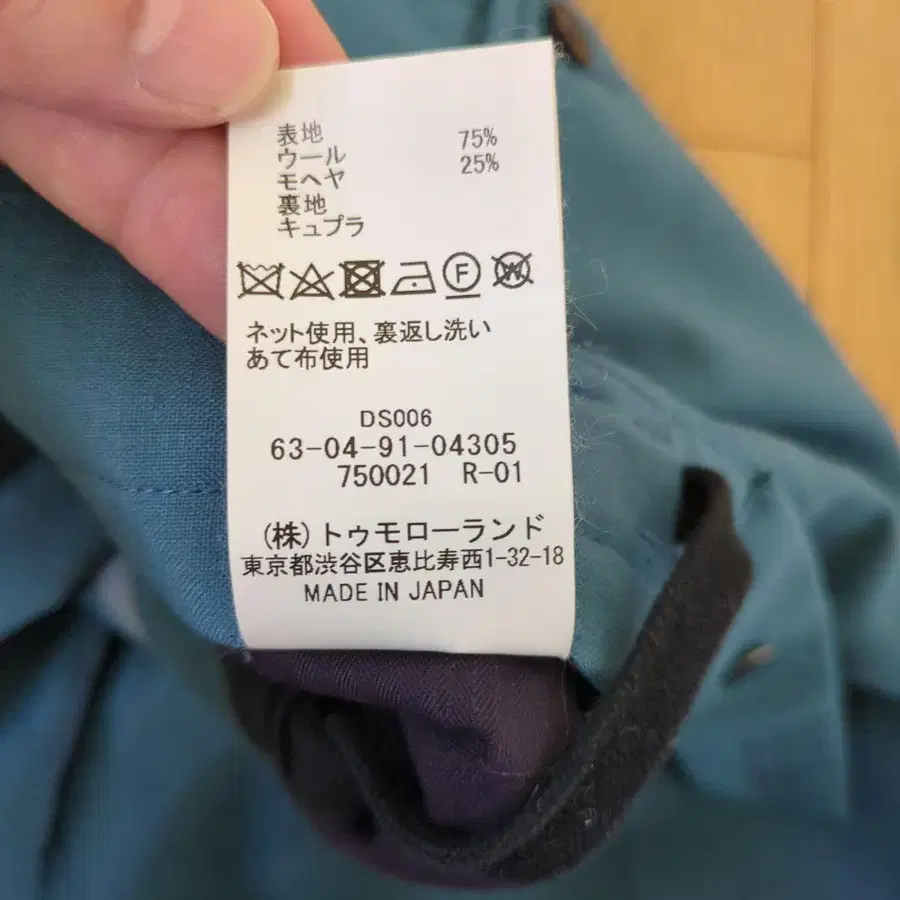 表地
ウール 75%
モヘヤ 25%
裏地
キュプラ
F
W
ネット使用、裏返し洗い
あて布使用
DS006
63-04-91-04305
750021 R-01
(株)トゥモローランド
東京都渋谷区恵比寿西1-32-18
MADE IN JAPAN